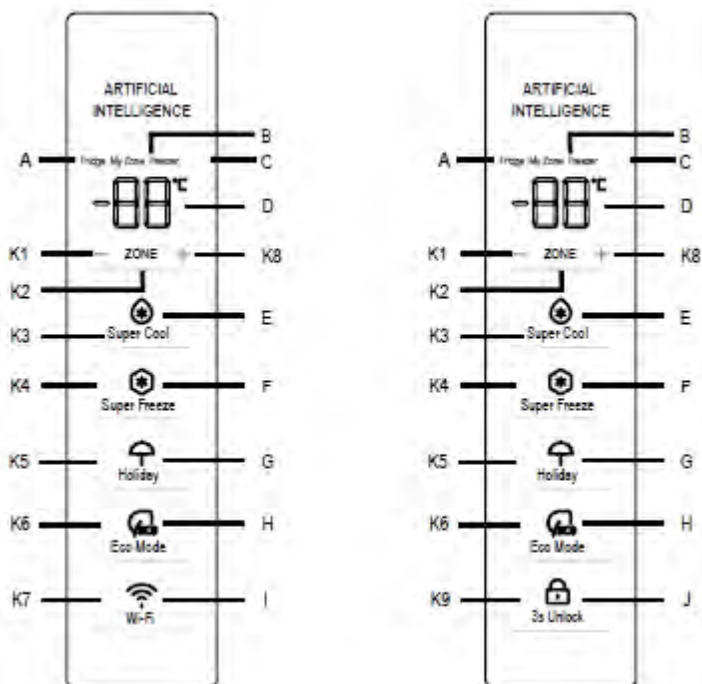 ARTIFICIAL
INTELLIGENCE
B
A Fridge My Zone Freezer C
-88°C D
K1 − ZONE + K8
K2
E
K3 Super Cool
K4 F
Super Freeze
K5 G
Holiday
K6 H
Eco Mode
K7 I
Wi-Fi
ARTIFICIAL
INTELLIGENCE
B
A Fridge My Zone Freezer C
-88°C D
K1 − ZONE + K8
K2
E
K3 Super Cool
K4 F
Super Freeze
K5 G
Holiday
K6 H
Eco Mode
K9 J
3s Unlock